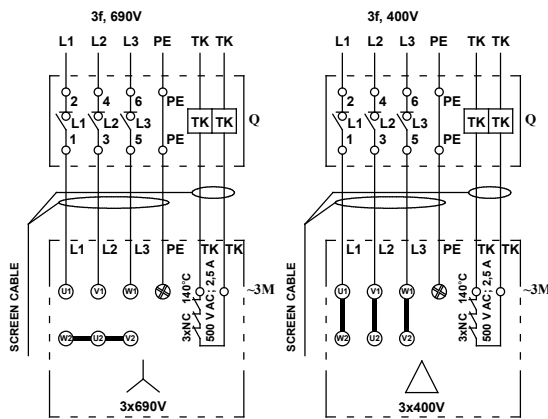 3f, 690V
L1 L2 L3 PE TK TK
2 4 6 PE
L1 L2 L3 TK TK Q
1 3 5 PE
L1 L2 L3 PE TK TK
SCREEN CABLE
U1 V1 W1
3xNC 140°C
500 V AC; 2,5 A
~3M
W2 U2 V2
3x690V
3f, 400V
L1 L2 L3 PE TK TK
2 4 6 PE
L1 L2 L3 TK TK Q
1 3 5 PE
L1 L2 L3 PE TK TK
SCREEN CABLE
U1 V1 W1
3xNC 140°C
500 V AC; 2,5 A
~3M
W2 U2 V2
3x400V